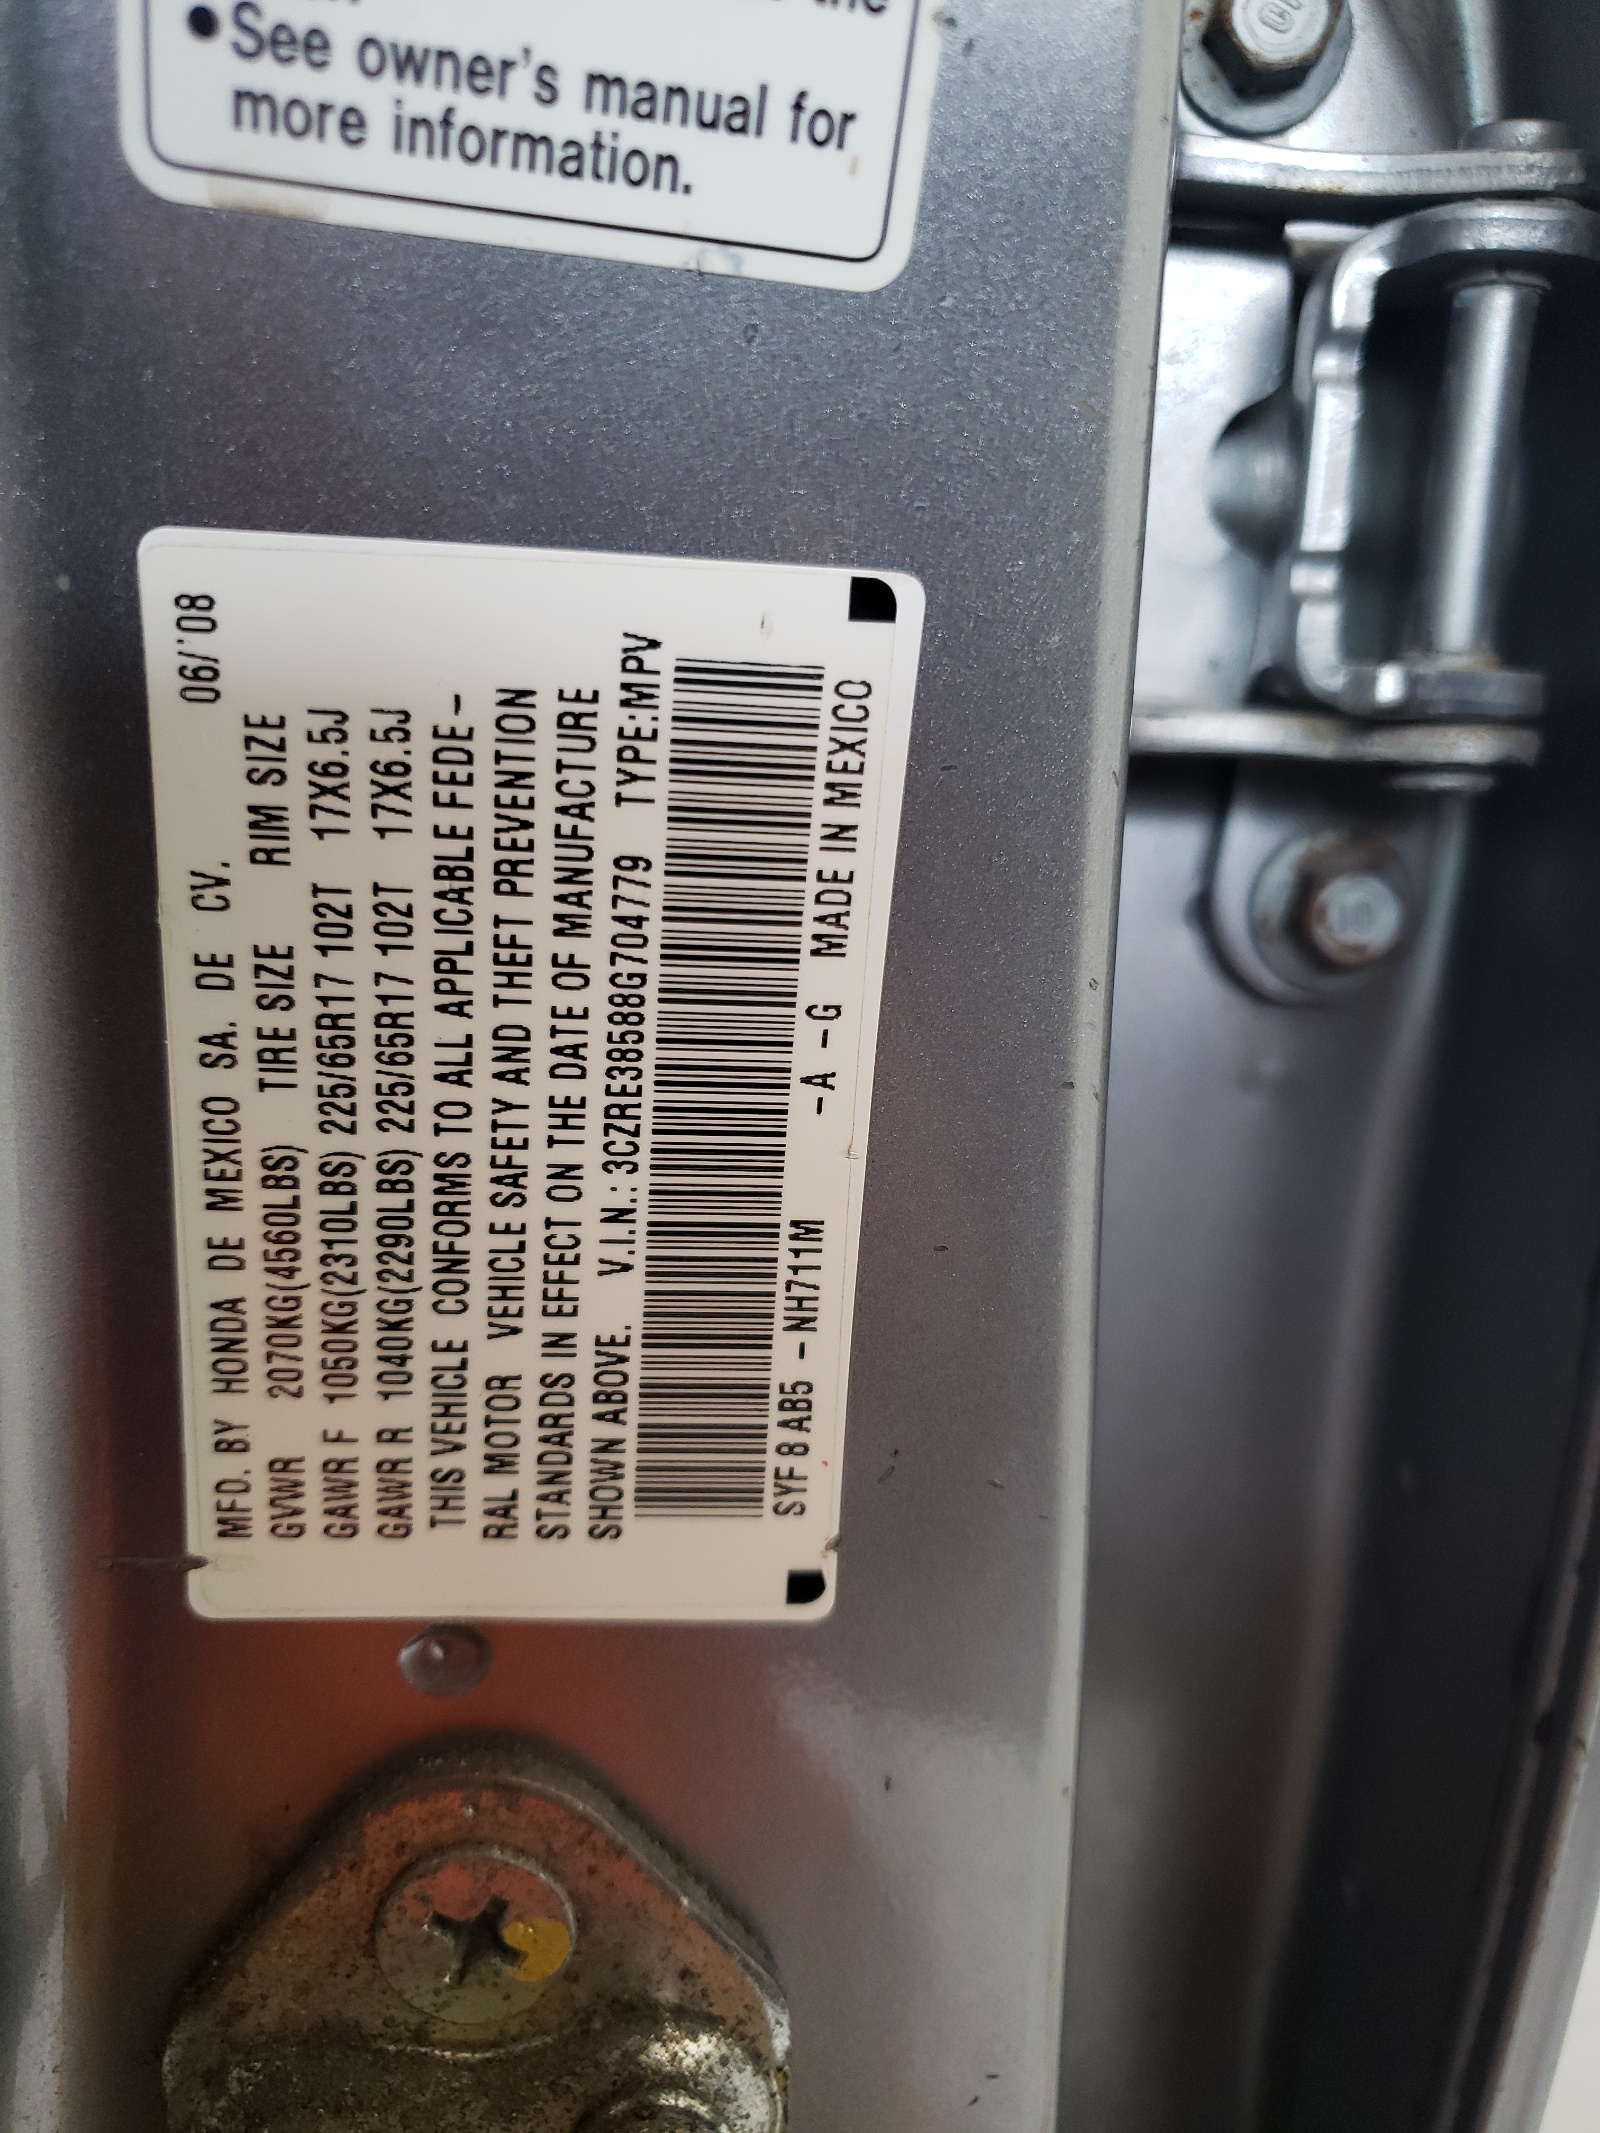 the
• See owner's manual for
more information.
06/'08
MFD. BY HONDA DE MEXICO SA. DE CV.
GVWR 2070KG(4560LBS) TIRE SIZE RIM SIZE
GAWR F 1050KG(2310LBS) 225/65R17 102T 17X6.5J
GAWR R 1040KG(2290LBS) 225/65R17 102T 17X6.5J
THIS VEHICLE CONFORMS TO ALL APPLICABLE FEDE-
RAL MOTOR VEHICLE SAFETY AND THEFT PREVENTION
STANDARDS IN EFFECT ON THE DATE OF MANUFACTURE
SHOWN ABOVE. V.I.N.: 3CZRE38588G704779 TYPE:MPV
SYF8AB5 -NH711M -A -G MADE IN MEXICO